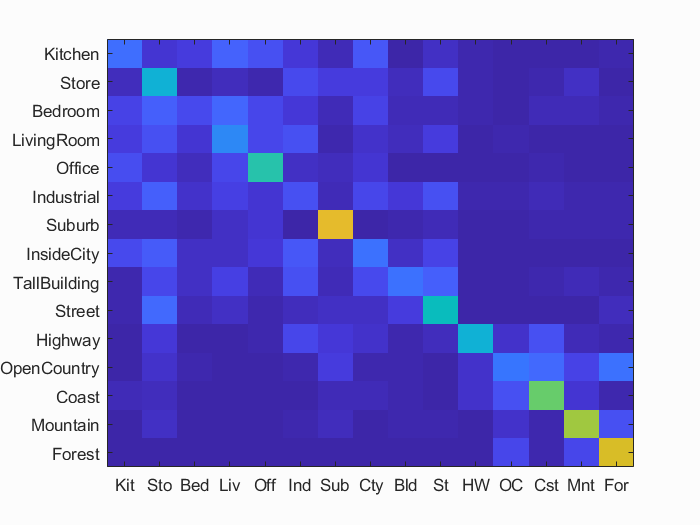 Kitchen
Store
Bedroom
LivingRoom
Office
Industrial
Suburb
InsideCity
TallBuilding
Street
Highway
OpenCountry
Coast
Mountain
Forest
Kit Sto Bed Liv Off Ind Sub Cty Bld St HW OC Cst Mnt For